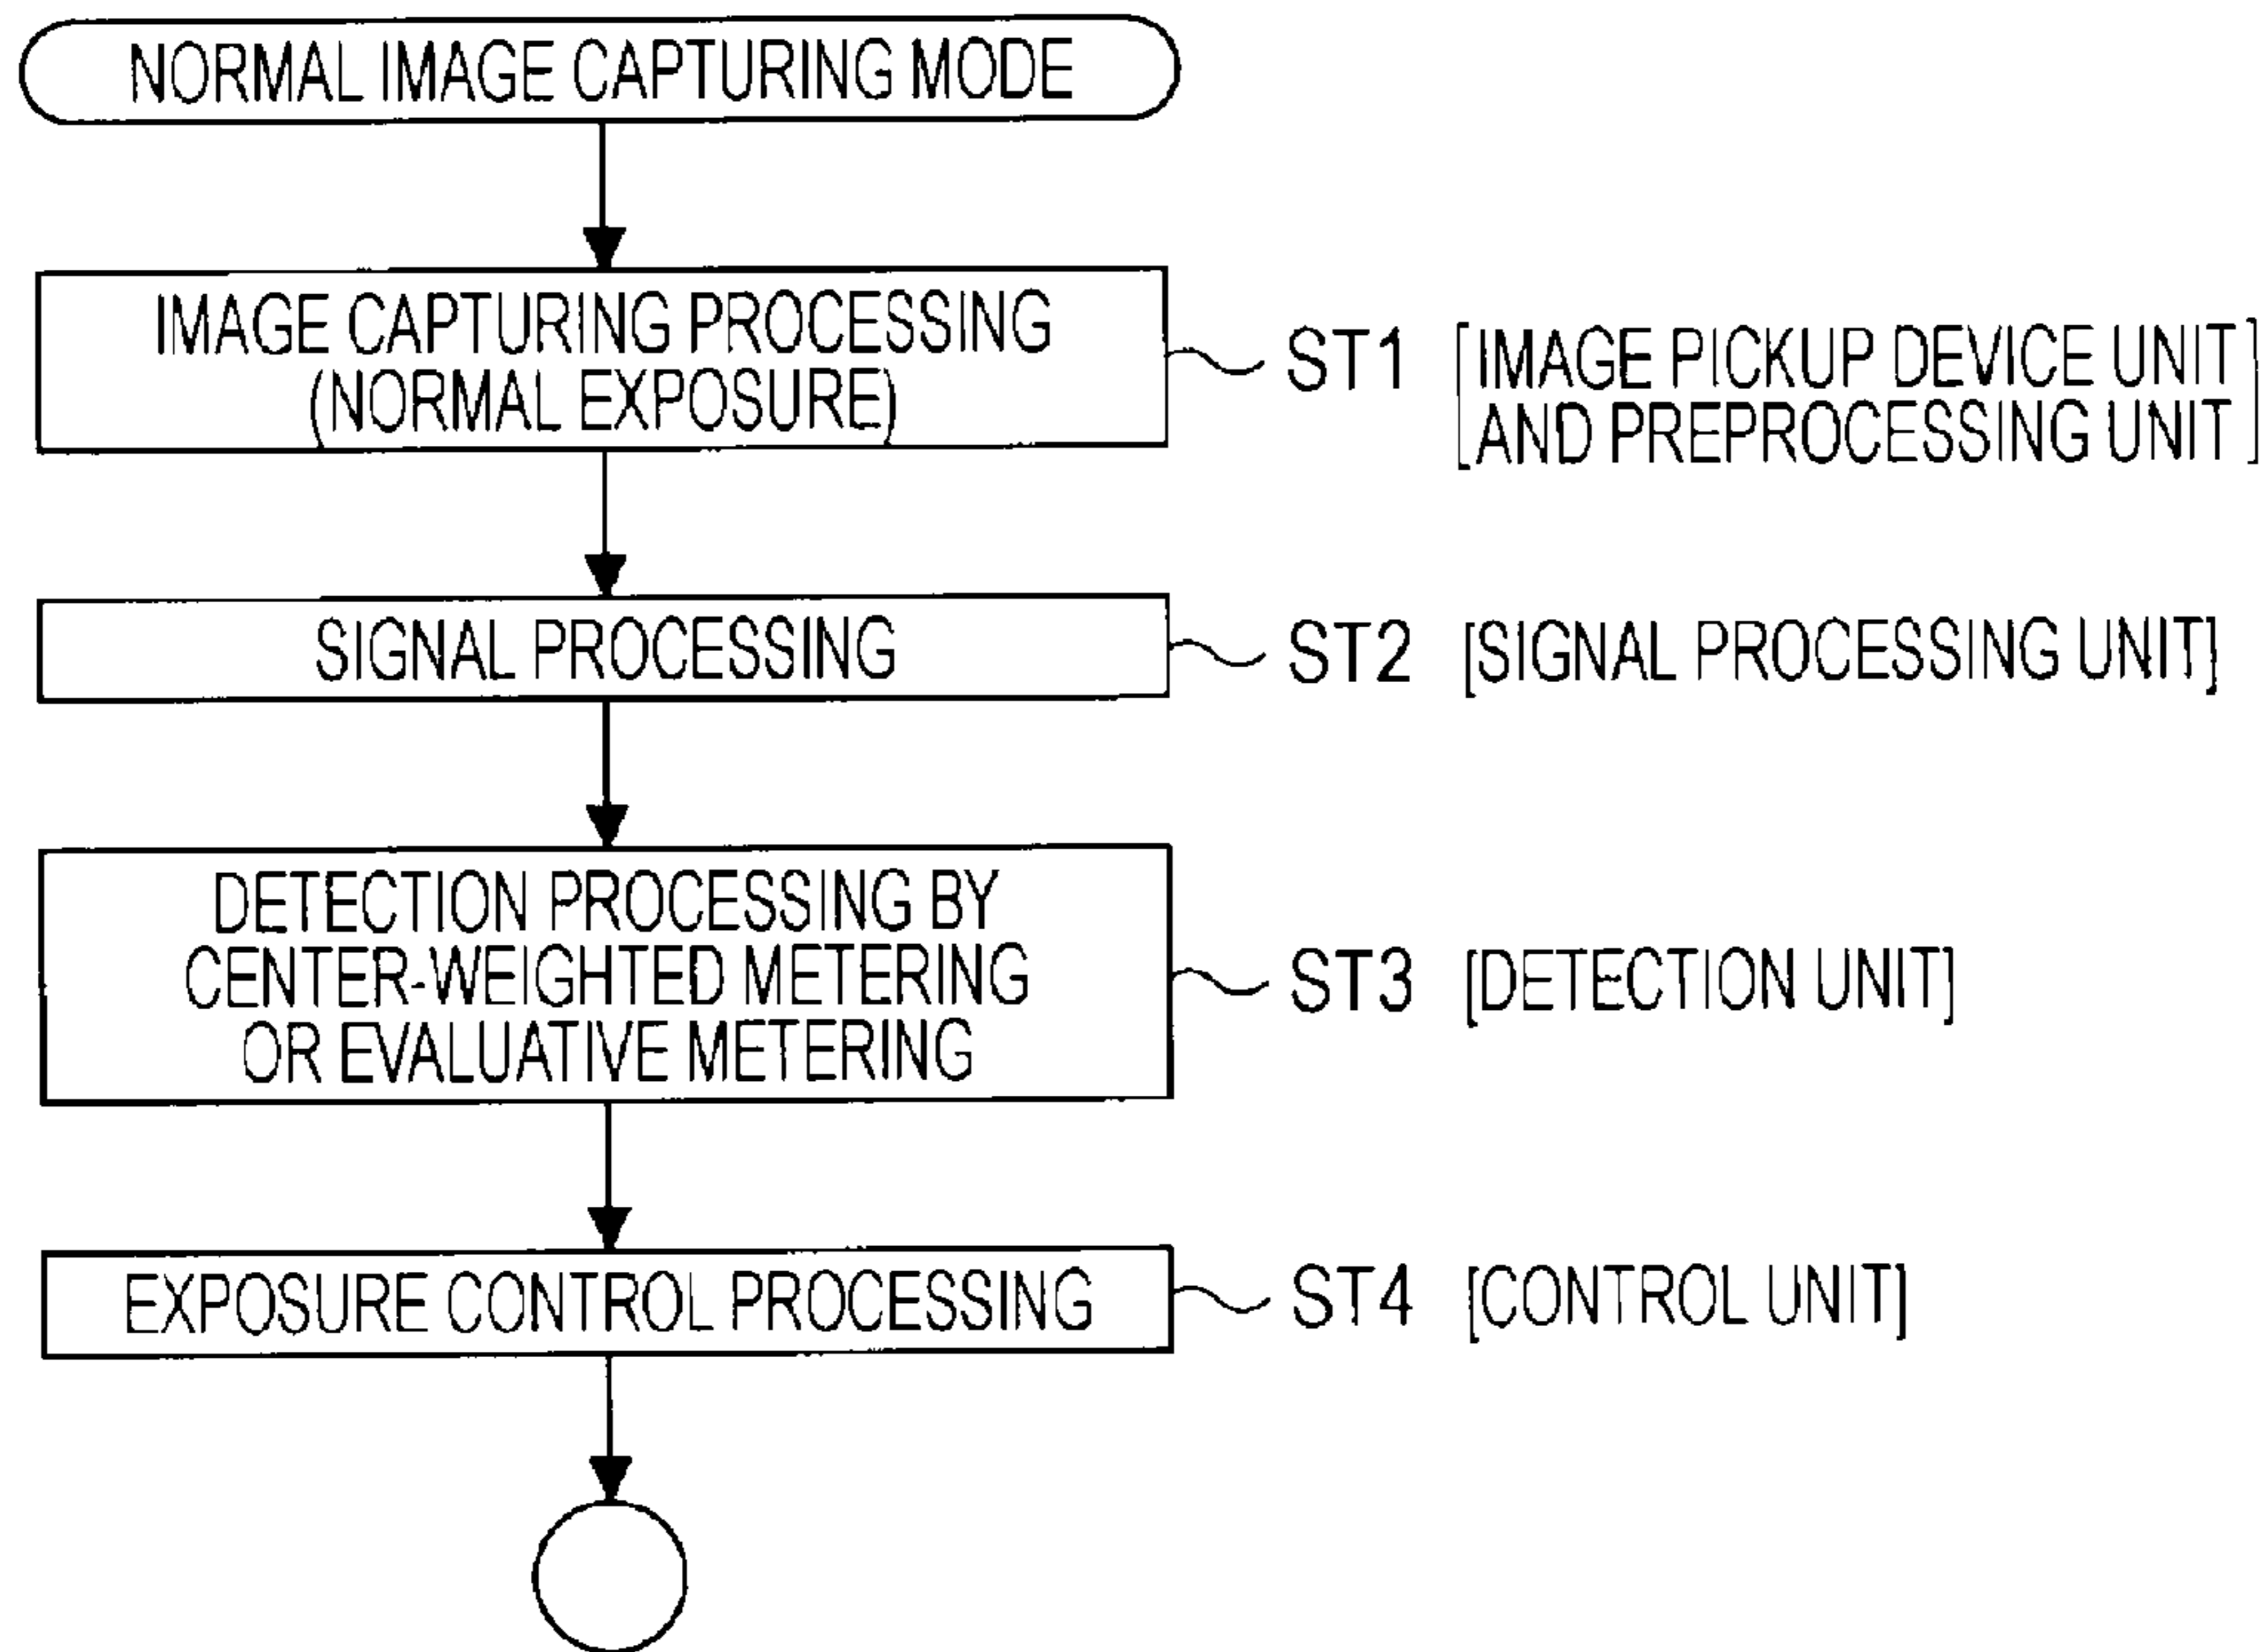 NORMAL IMAGE CAPTURING MODE
IMAGE CAPTURING PROCESSING
(NORMAL EXPOSURE)
ST1 [IMAGE PICKUP DEVICE UNIT
AND PREPROCESSING UNIT]
SIGNAL PROCESSING
ST2 [SIGNAL PROCESSING UNIT]
DETECTION PROCESSING BY
CENTER-WEIGHTED METERING
OR EVALUATIVE METERING
ST3 [DETECTION UNIT]
EXPOSURE CONTROL PROCESSING
ST4 [CONTROL UNIT]